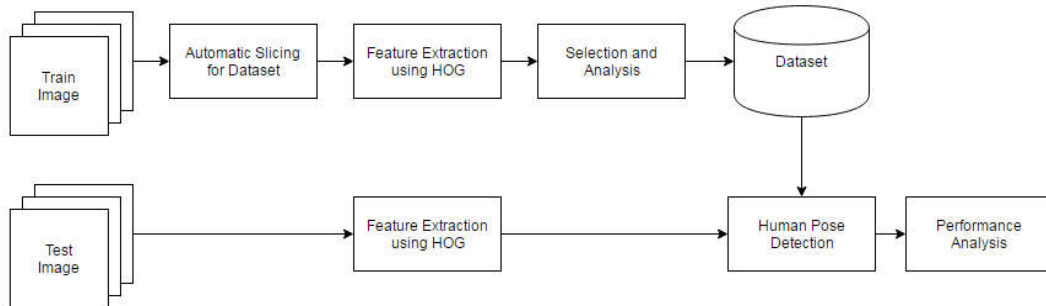 Train
Image
Automatic Slicing
for Dataset
Feature Extraction
using HOG
Selection and
Analysis
Dataset
Test
Image
Feature Extraction
using HOG
Human Pose
Detection
Performance
Analysis